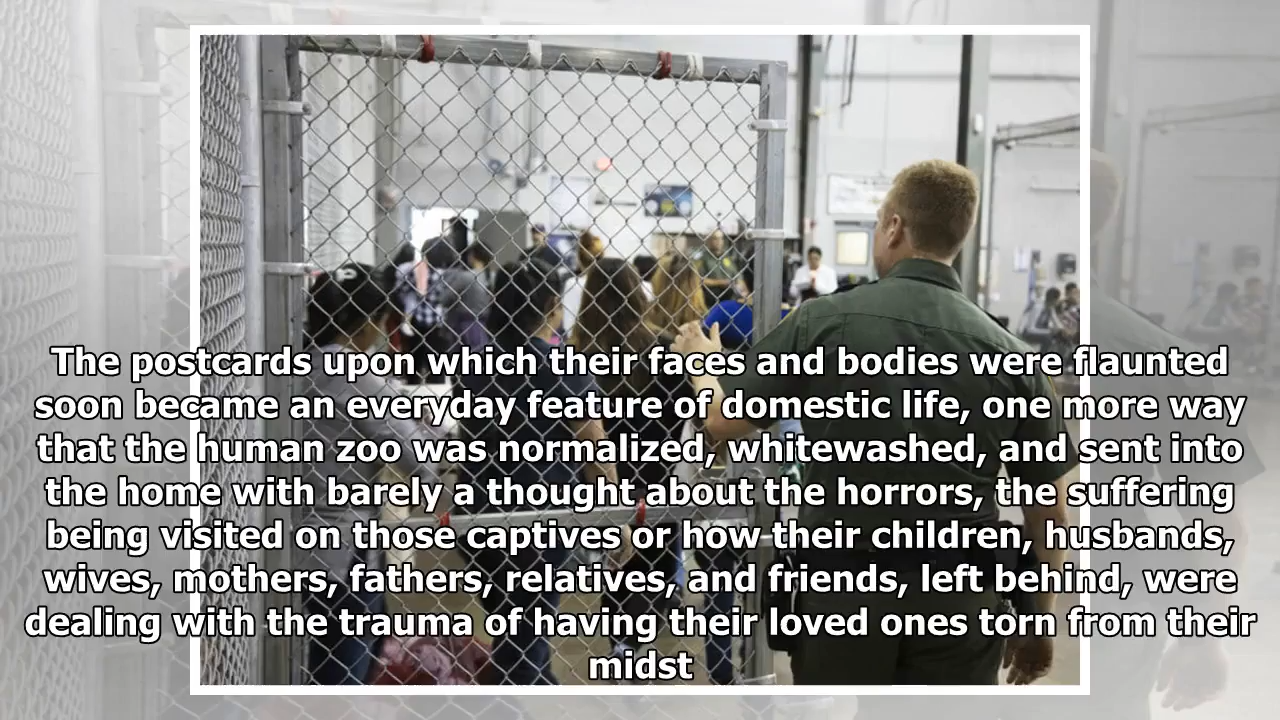 The postcards upon which their faces and bodies were flaunted
soon became an everyday feature of domestic life, one more way
that the human zoo was normalized, whitewashed, and sent into
the home with barely a thought about the horrors, the suffering
being visited on those captives or how their children, husbands,
wives, mothers, fathers, relatives, and friends, left behind, were
dealing with the trauma of having their loved ones torn from their
midst